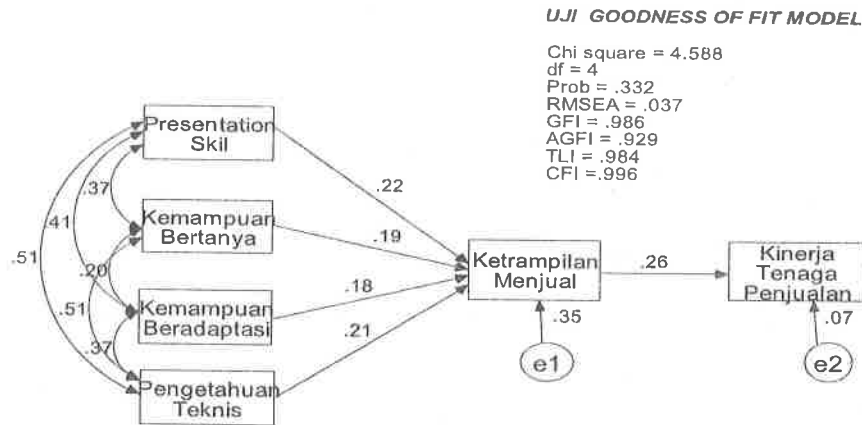 UJI GOODNESS OF FIT MODEL
Chi square = 4.588
df = 4
Prob = .332
RMSEA = .037
GFI = .986
AGFI = .929
TLI = .984
CFI =.996
Presentation
Skil
.22
.37
.41
Kemampuan
Bertanya
.19
.51
.20
Ketrampilan
Menjual
.26
Kinerja
Tenaga
Penjualan
.18
Kemampuan
Beradaptasi
.51
.21
.35
.07
.37
e1
e2
Pengetahuan
Teknis